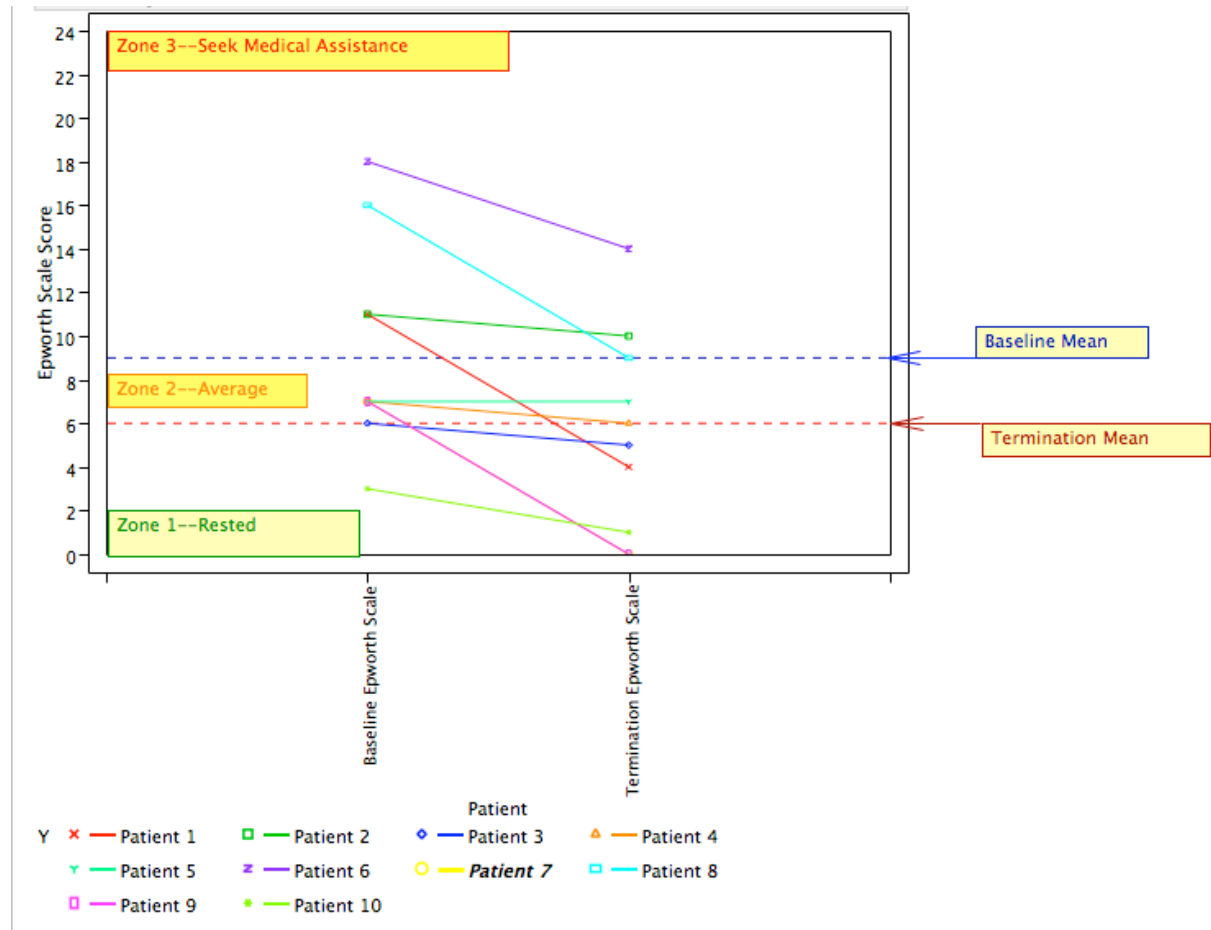 24
Zone 3--Seek Medical Assistance
22
20
18
16
14
12
10
Baseline Mean
8
Zone 2--Average
6
Termination Mean
4
2
Zone 1--Rested
0
Epworth Scale Score
Baseline Epworth Scale
Termination Epworth Scale
Patient
Y Patient 1 Patient 2 Patient 3 Patient 4
Patient 5 Patient 6 Patient 7 Patient 8
Patient 9 Patient 10